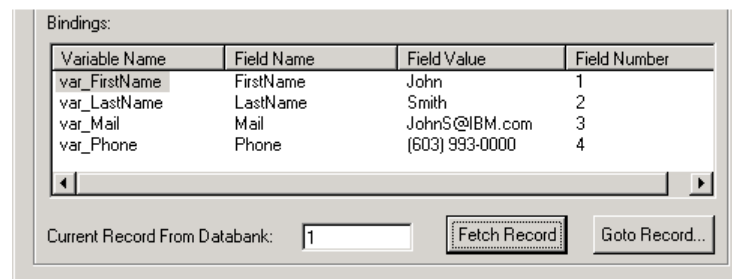 Bindings:
Variable Name Field Name Field Value Field Number
var_FirstName FirstName John 1
var_LastName LastName Smith 2
var_Mail Mail JohnS@IBM.com 3
var_Phone Phone (603) 993-0000 4
Current Record From Databank: 1 Fetch Record Goto Record...